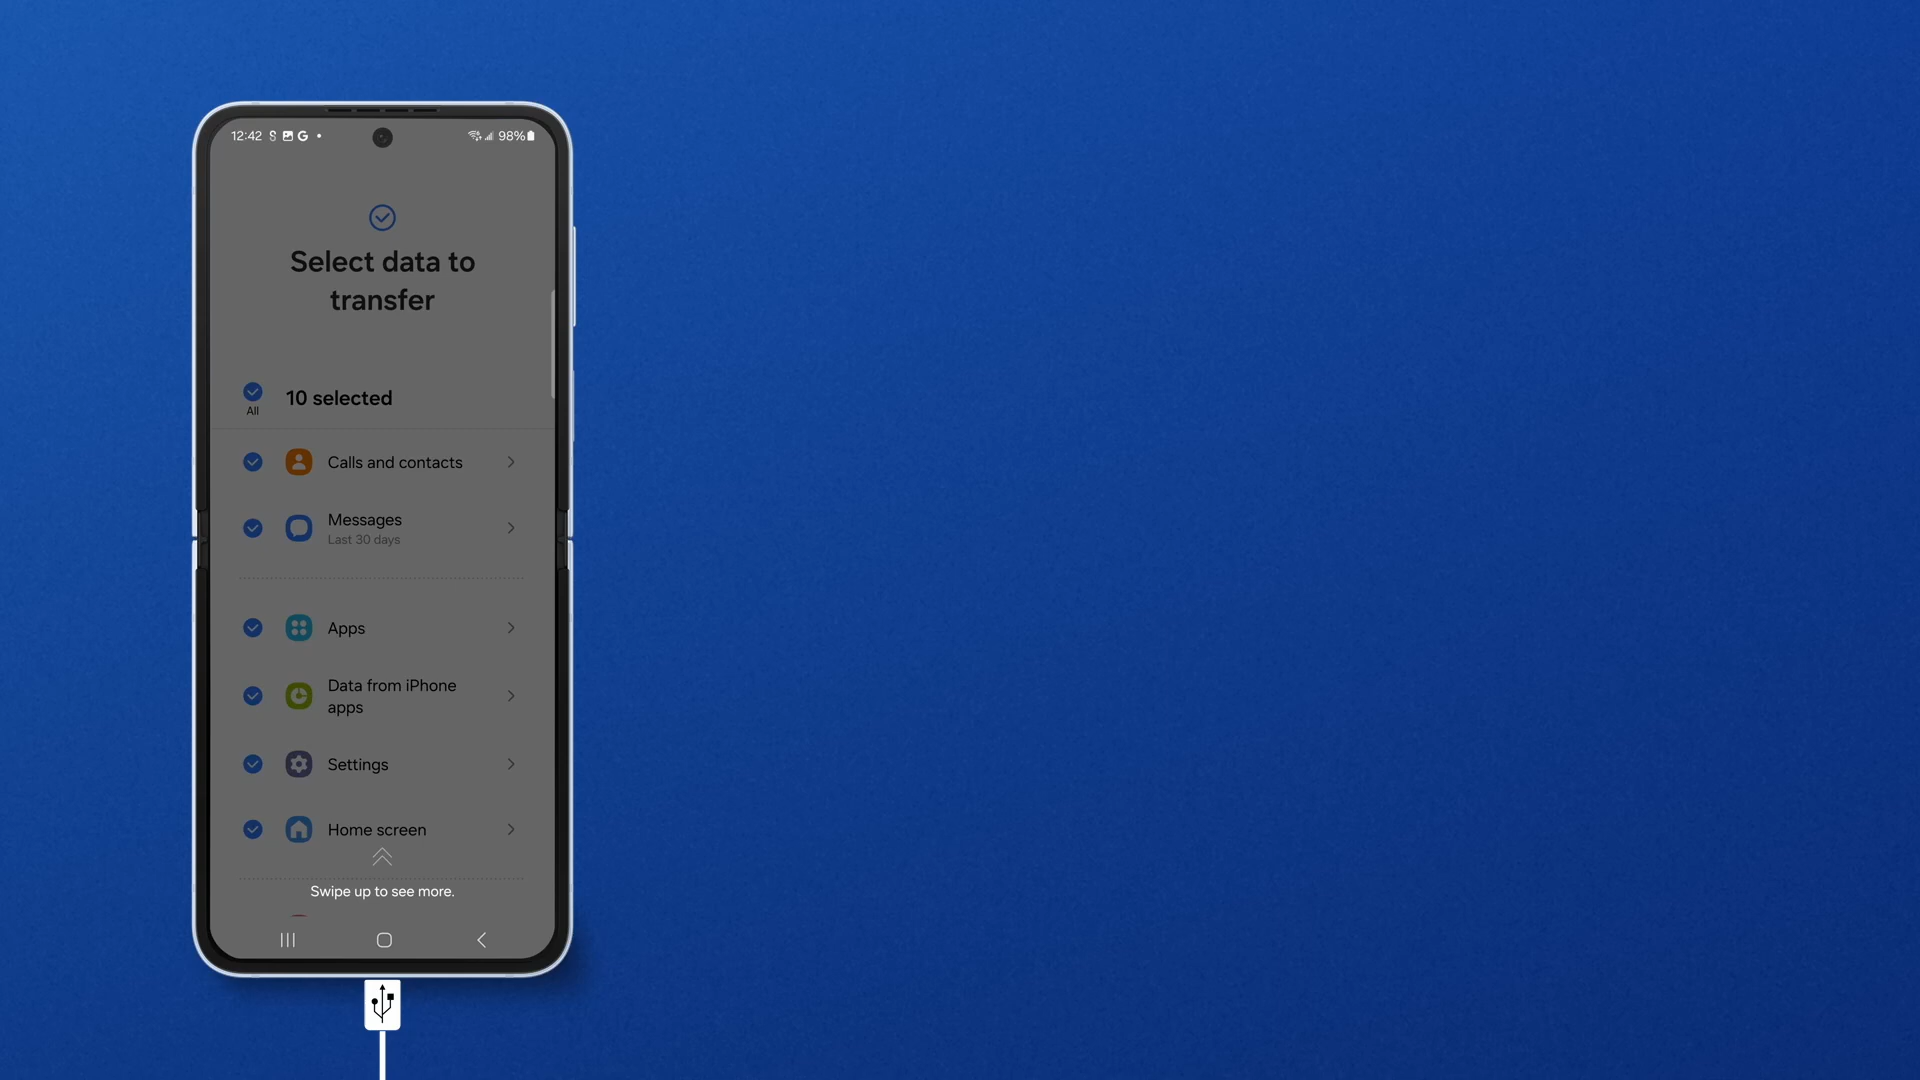 12:42 98%
Select data to
transfer
All
10 selected
Calls and contacts
Messages
Last 30 days
Apps
Data from iPhone
apps
Settings
Home screen
Swipe up to see more.